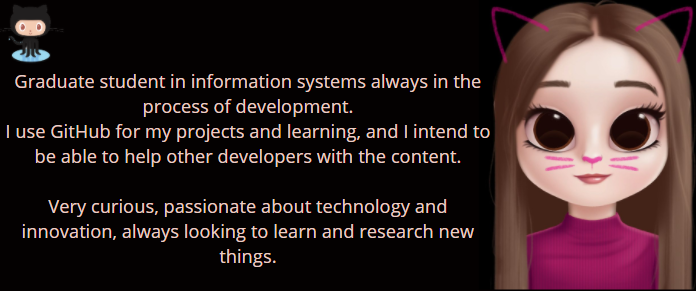 Graduate student in information systems always in the
process of development.
I use GitHub for my projects and learning, and I intend to
be able to help other developers with the content.
Very curious, passionate about technology and
innovation, always looking to learn and research new
things.